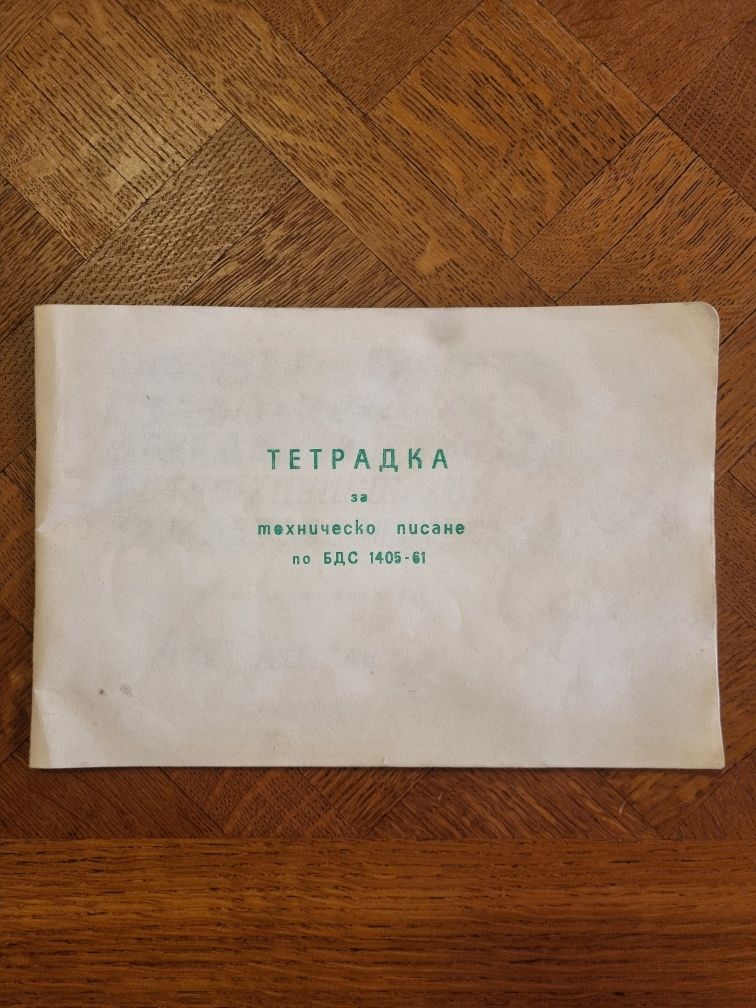 ТЕТРАДКА
за
техническо писане
по БДС 1405-61